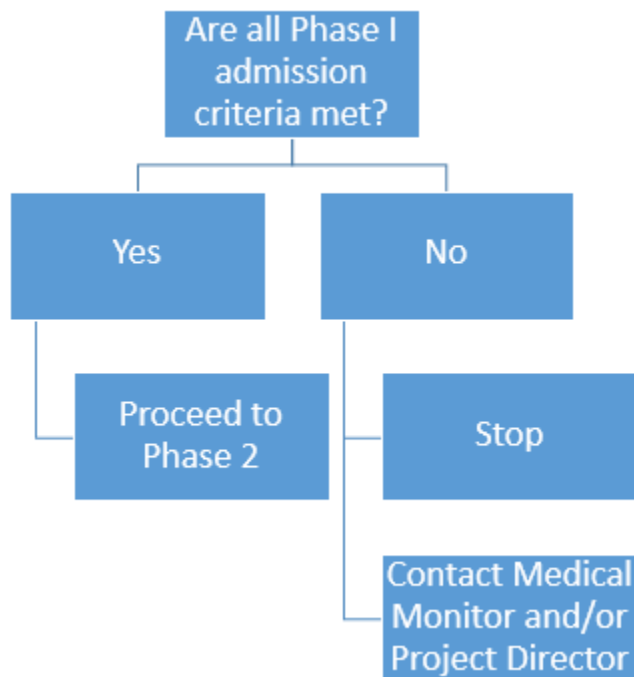 Are all Phase I
admission
criteria met?
Yes
No
Proceed to
Phase 2
Stop
Contact Medical
Monitor and/or
Project Director